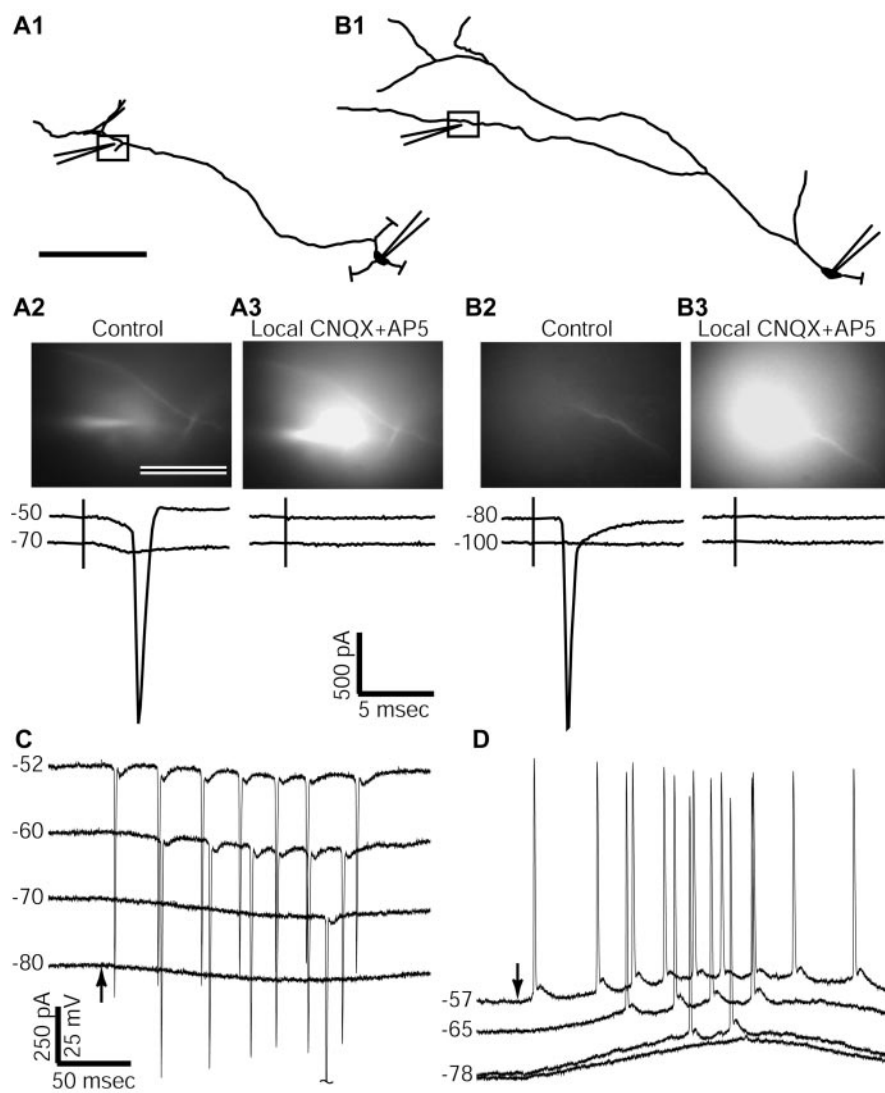 A1
B1
A2
Control
A3
Local CNQX+AP5
B2
Control
B3
Local CNQX+AP5
-50
-70
-80
-100
500 pA
5 msec
C
-52
-60
-70
-80
250 pA
25 mV
50 msec
~
D
-57
-65
-78